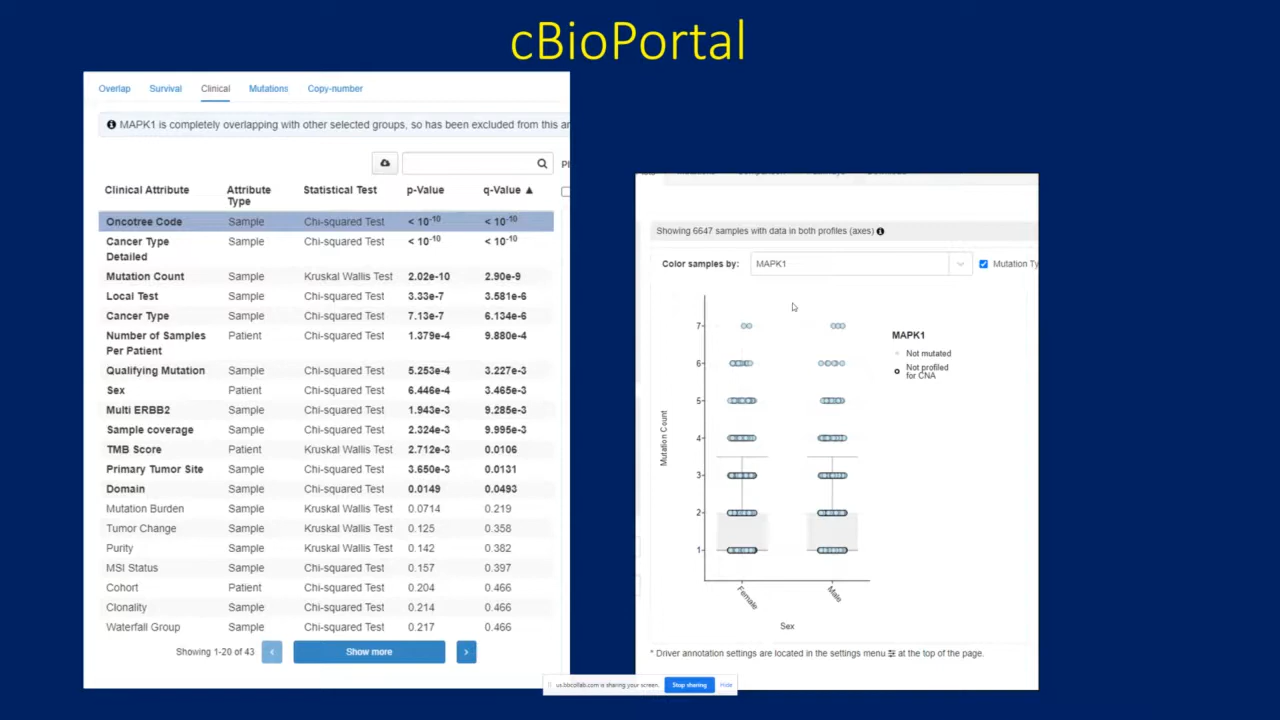 cBioPortal
Overlap Survival Clinical Mutations Copy-number
MAPK1 is completely overlapping with other selected groups, so has been excluded from this an
Clinical Attribute Attribute Type Statistical Test p-Value q-Value ▲
Oncotree Code Sample Chi-squared Test < 10-10 < 10-10
Cancer Type Detailed Sample Chi-squared Test < 10-10 < 10-10
Mutation Count Sample Kruskal Wallis Test 2.02e-10 2.90e-9
Local Test Sample Chi-squared Test 3.33e-7 3.581e-6
Cancer Type Sample Chi-squared Test 7.13e-7 6.134e-6
Number of Samples Per Patient Patient Chi-squared Test 1.379e-4 9.880e-4
Qualifying Mutation Sample Chi-squared Test 5.253e-4 3.227e-3
Sex Patient Chi-squared Test 6.446e-4 3.465e-3
Multi ERBB2 Sample Chi-squared Test 1.943e-3 9.285e-3
Sample coverage Sample Chi-squared Test 2.324e-3 9.995e-3
TMB Score Patient Kruskal Wallis Test 2.712e-3 0.0106
Primary Tumor Site Sample Chi-squared Test 3.650e-3 0.0131
Domain Sample Chi-squared Test 0.0149 0.0493
Mutation Burden Sample Kruskal Wallis Test 0.0714 0.219
Tumor Change Sample Kruskal Wallis Test 0.125 0.358
Purity Sample Kruskal Wallis Test 0.142 0.382
MSI Status Sample Chi-squared Test 0.157 0.397
Cohort Patient Chi-squared Test 0.204 0.466
Clonality Sample Chi-squared Test 0.214 0.466
Waterfall Group Sample Chi-squared Test 0.217 0.466
Showing 1-20 of 43 < Show more >
Showing 6647 samples with data in both profiles (axes)
Color samples by: MAPK1 Mutation Ty
Mutation Count
7
6
5
4
3
2
1
Female
Male
Sex
MAPK1
Not mutated
Not profiled
for CNA
* Driver annotation settings are located in the settings menu at the top of the page.
us.bbcollab.com is sharing your screen. Stop sharing Hide